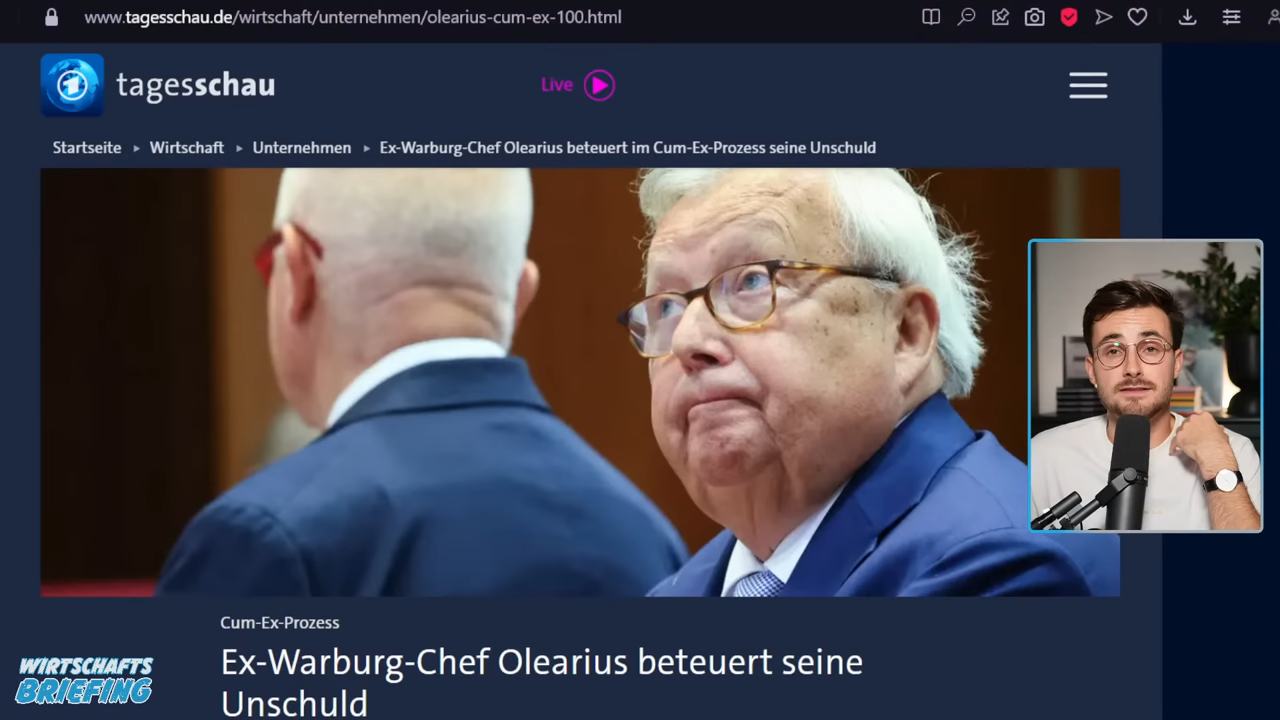 www.tagesschau.de/wirtschaft/unternehmen/olearius-cum-ex-100.html
tagesschau
Live
Startseite ▸ Wirtschaft ▸ Unternehmen ▸ Ex-Warburg-Chef Olearius beteuert im Cum-Ex-Prozess seine Unschuld
Cum-Ex-Prozess
Ex-Warburg-Chef Olearius beteuert seine
Unschuld
WIRTSCHAFTS
BRIEFING